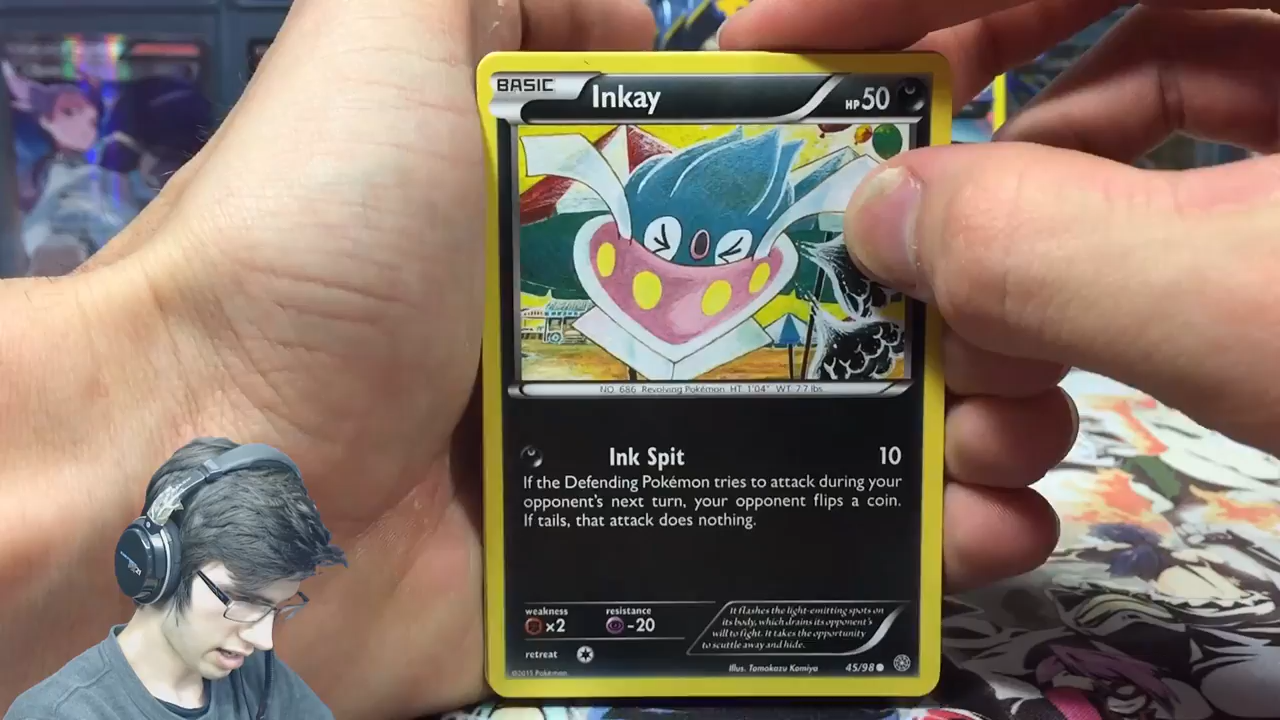 BASIC
Inkay
HP50
NO. 686 Revolving Pokémon HT: 1'04" WT: 7.7 lbs.
Ink Spit 10
If the Defending Pokémon tries to attack during your
opponent's next turn, your opponent flips a coin.
If tails, that attack does nothing.
weakness
×2
resistance
-20
retreat
It flashes the light-emitting spots on
its body, which drains its opponent's
will to fight. It takes the opportunity
to scuttle away and hide.
Illus. Tomokazu Komiya
45/98
©2015 Pokémon